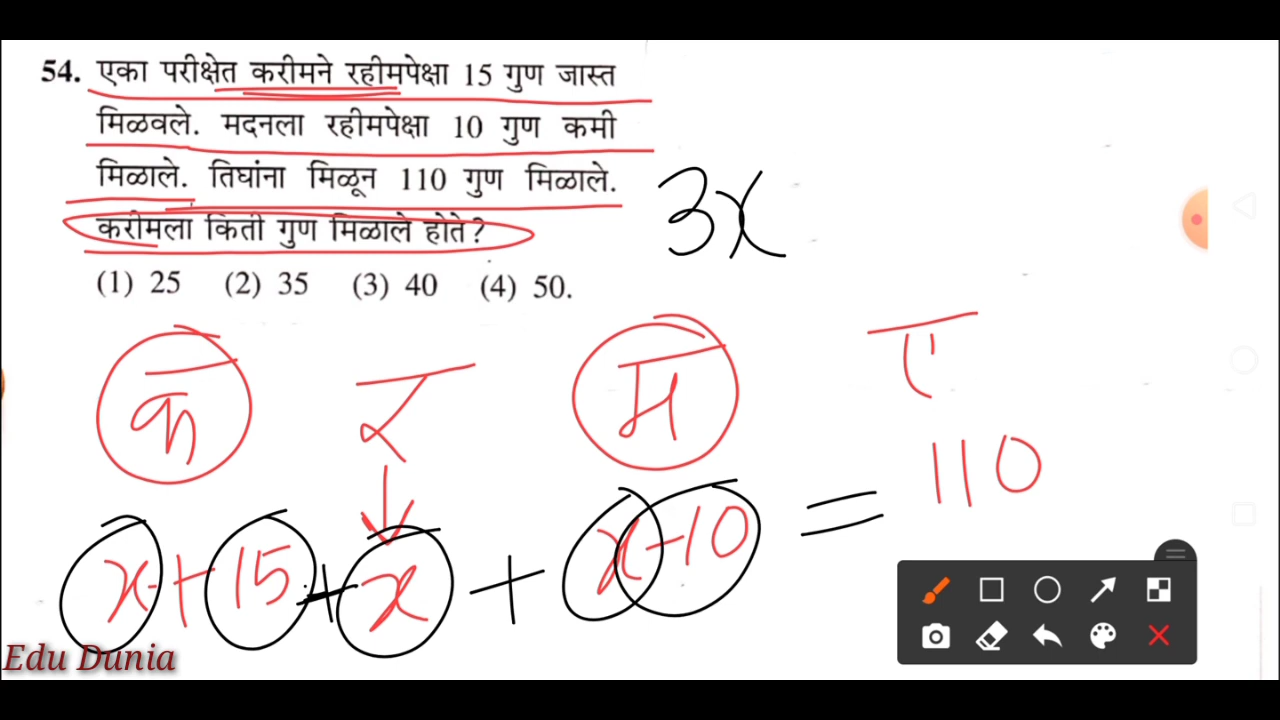 54. एका परीक्षेत करीमने रहीमपेक्षा 15 गुण जास्त
मिळवले. मदनला रहीमपेक्षा 10 गुण कमी
मिळाले. तिघांना मिळून 110 गुण मिळाले.
करीमला किती गुण मिळाले होते?
(1) 25 (2) 35 (3) 40 (4) 50.
3x
क र म
110
x+15+x + x-10 =
Edu Dunia